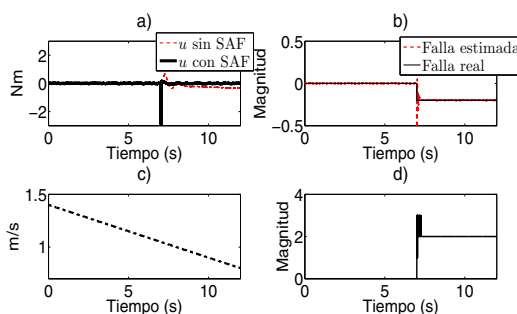 a)
u sin SAF
u con SAF
Nm
2
0
−2
0
5
10
Tiempo (s)
b)
Falla estimada
Falla real
Magnitud
0.5
0
−0.5
0
5
10
Tiempo (s)
c)
m/s
1.5
1
0
5
10
Tiempo (s)
d)
Magnitud
4
2
0
0
5
10
Tiempo (s)